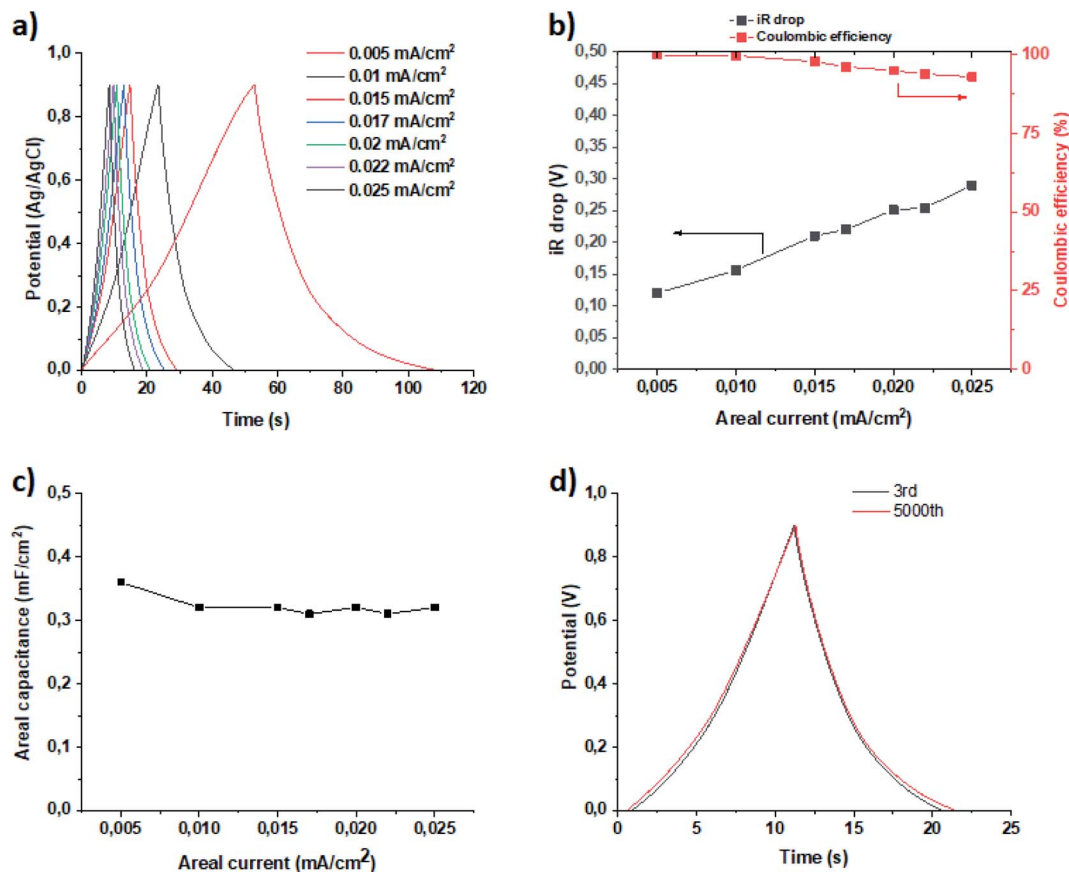 a)
1,0
0,8
0,6
0,4
0,2
0,0
0
20
40
60
80
100
120
Potential (Ag/AgCl)
Time (s)
0.005 mA/cm²
0.01 mA/cm²
0.015 mA/cm²
0.017 mA/cm²
0.02 mA/cm²
0.022 mA/cm²
0.025 mA/cm²
b)
iR drop
Coulombic efficiency
0,50
0,45
0,40
0,35
0,30
0,25
0,20
0,15
0,10
0,05
0,00
iR drop (V)
100
75
50
25
0
Coulombic efficiency (%)
0,005
0,010
0,015
0,020
0,025
Areal current (mA/cm²)
c)
0,5
0,4
0,3
0,2
0,1
0,0
Areal capacitance (mF/cm²)
0,005
0,010
0,015
0,020
0,025
Areal current (mA/cm²)
d)
3rd
5000th
1,0
0,8
0,6
0,4
0,2
0,0
Potential (V)
0
5
10
15
20
25
Time (s)